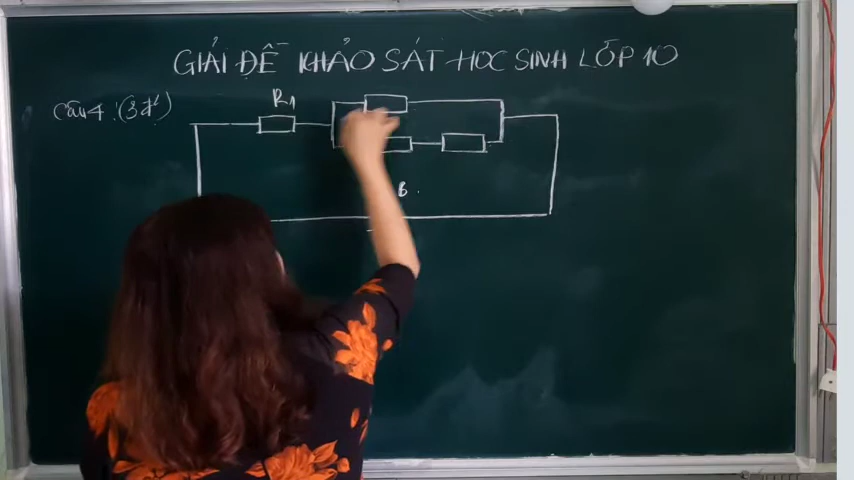 GIẢI ĐỀ KHẢO SÁT HỌC SINH LỚP 10
Câu 4: (3đ)
R1
B